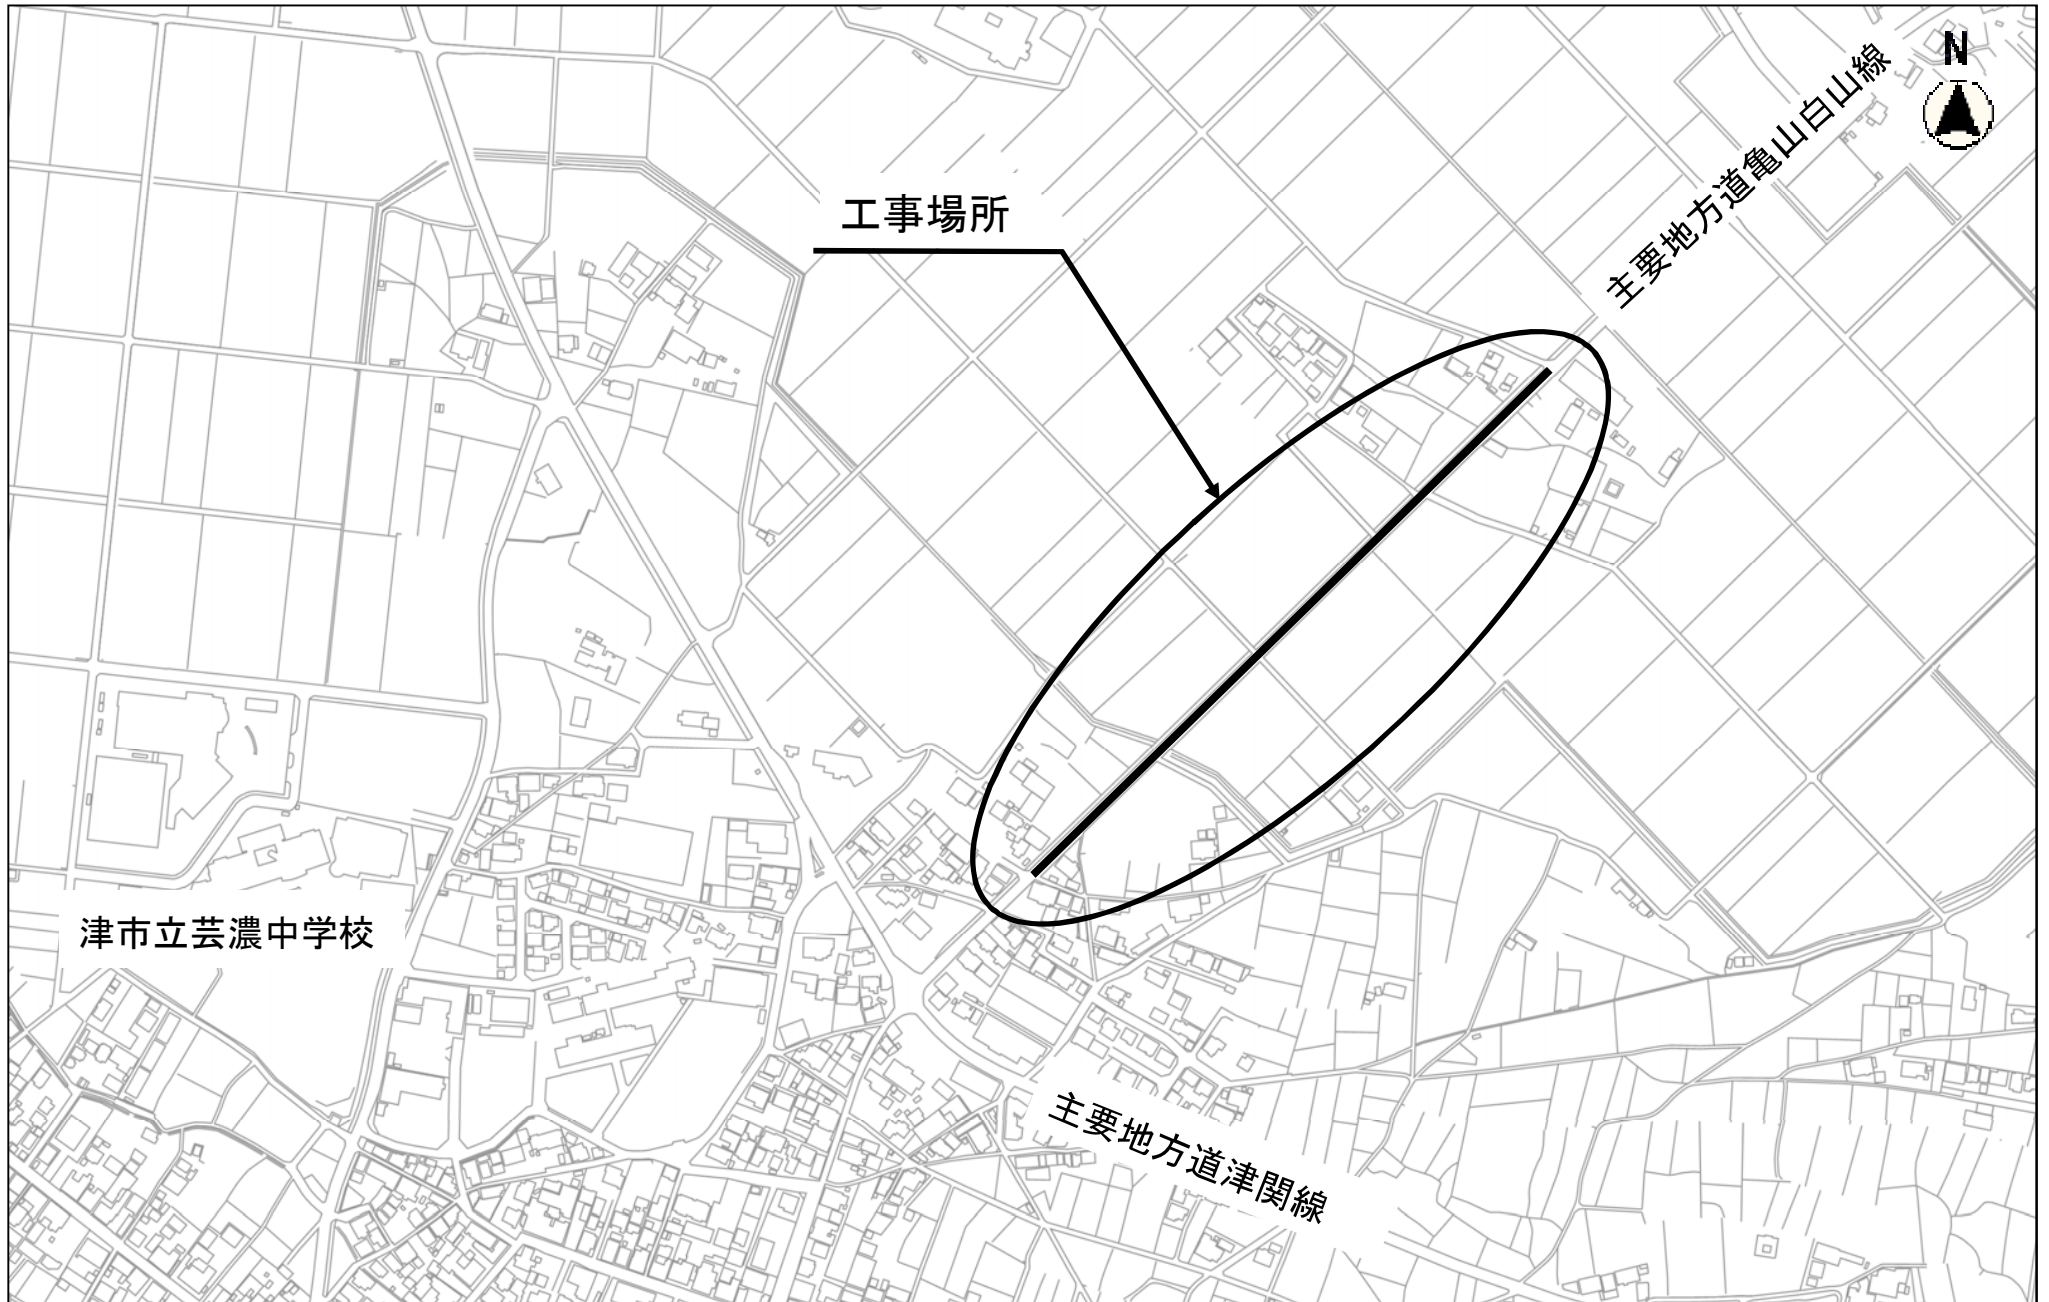 N
主要地方道亀山白山線
工事場所
津市立芸濃中学校
主要地方道津関線